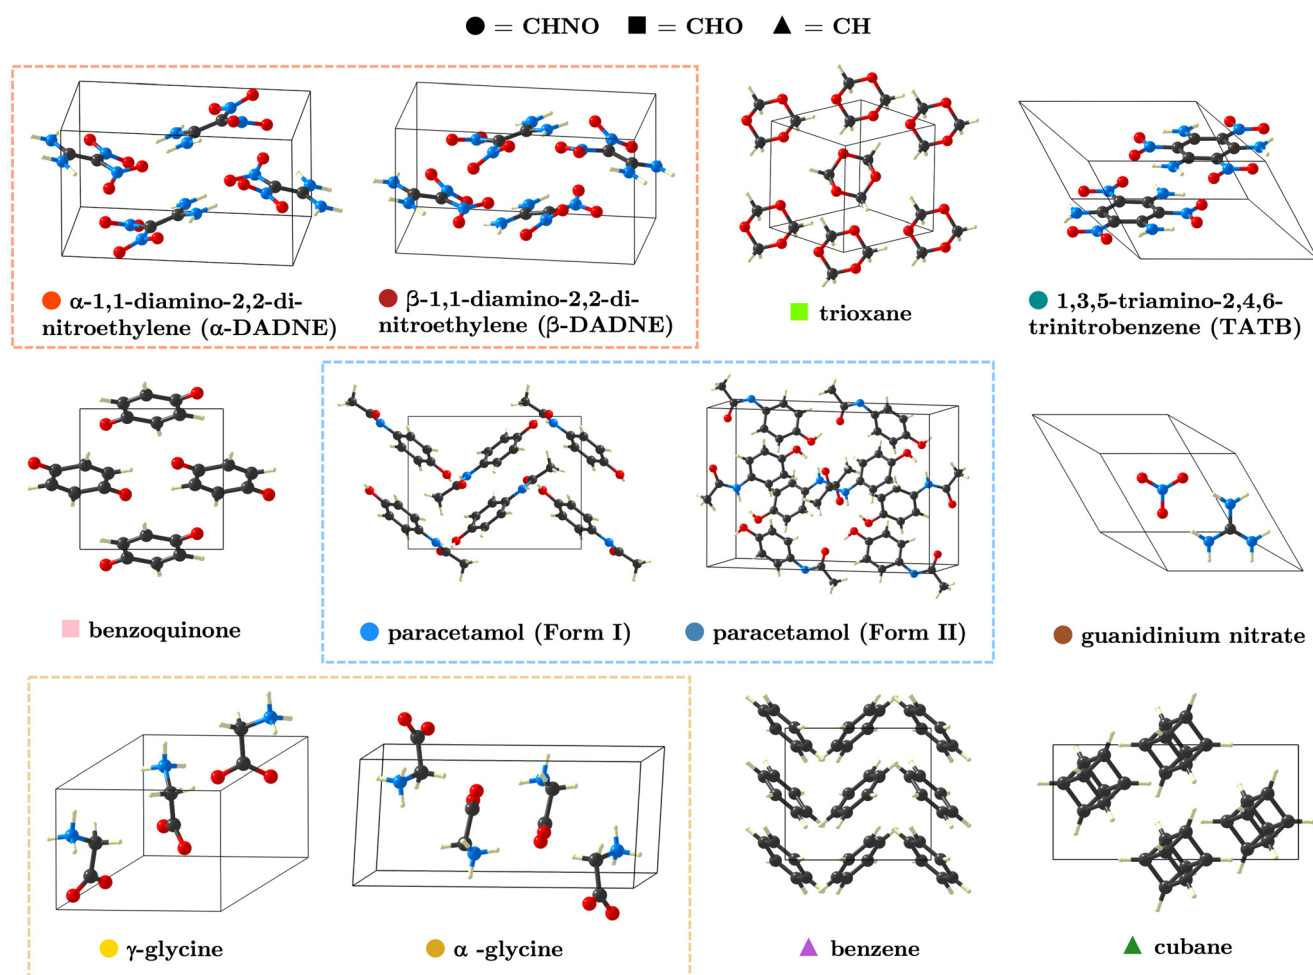 ● = CHNO ■ = CHO ▲ = CH
α-1,1-diamino-2,2-di-
nitroethylene (α-DADNE)
β-1,1-diamino-2,2-di-
nitroethylene (β-DADNE)
trioxane
1,3,5-triamino-2,4,6-
trinitrobenzene (TATB)
benzoquinone
paracetamol (Form I)
paracetamol (Form II)
guanidinium nitrate
γ-glycine
α -glycine
benzene
cubane